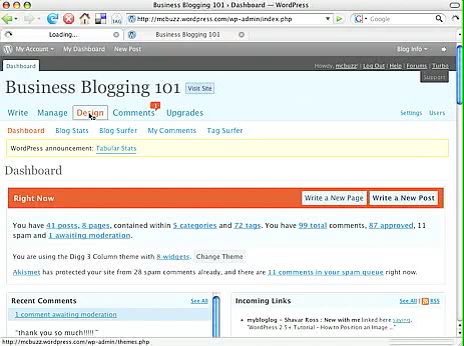 Business Blogging 101 › Dashboard — WordPress
http://mcbuzz.wordpress.com/wp-admin/index.php
Loading...
Business Blogging 101
My Account
My Dashboard
New Post
Blog Info
Dashboard
Howdy, mcbuzz! | Log Out | Help | Forums | Turbo
Support
Business Blogging 101
Visit Site
Write
Manage
Design
Comments
1
Upgrades
Settings
Users
Dashboard
Blog Stats
Blog Surfer
My Comments
Tag Surfer
WordPress announcement: Tabular Stats
Dashboard
Right Now
Write a New Page
Write a New Post
You have 41 posts, 8 pages, contained within 5 categories and 72 tags. You have 99 total comments, 87 approved, 11
spam and 1 awaiting moderation.
You are using the Digg 3 Column theme with 8 widgets.
Change Theme
Akismet has protected your site from 28 spam comments already, and there are 11 comments in your spam queue right now.
Recent Comments
See All
Incoming Links
See All | RSS
1 comment awaiting moderation
"thank you so much!!!!! "
mybloglog - Shavar Ross : New with me linked here saying,
"WordPress 2.5+ Tutorial - How to Position an Image ..."
http://mcbuzz.wordpress.com/wp-admin/themes.php